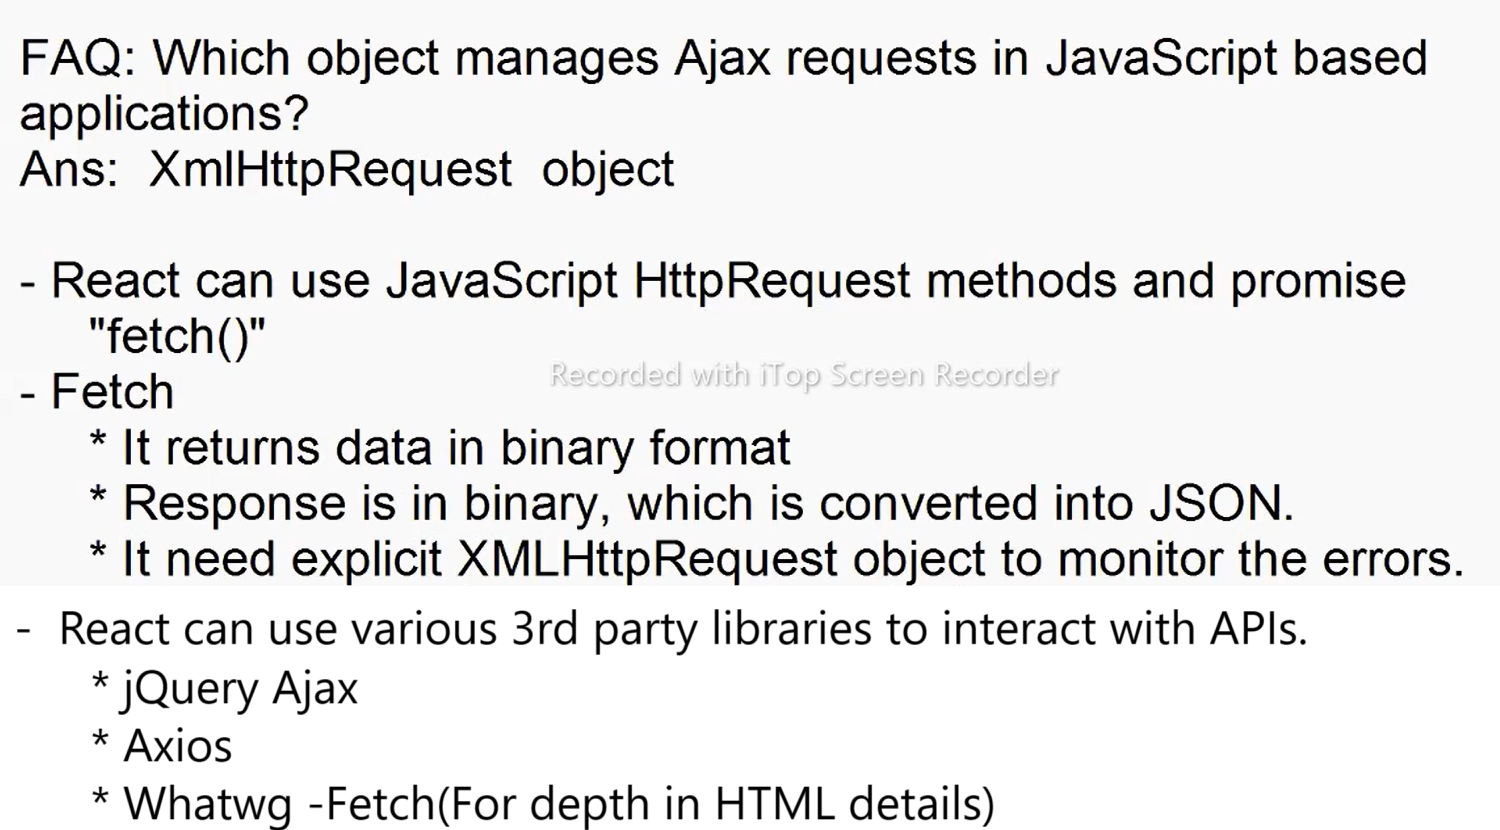 FAQ: Which object manages Ajax requests in JavaScript based
applications?
Ans:  XmlHttpRequest  object
- React can use JavaScript HttpRequest methods and promise
"fetch()"
Recorded with iTop Screen Recorder
- Fetch
* It returns data in binary format
* Response is in binary, which is converted into JSON.
* It need explicit XMLHttpRequest object to monitor the errors.
-  React can use various 3rd party libraries to interact with APIs.
* jQuery Ajax
* Axios
* Whatwg -Fetch(For depth in HTML details)